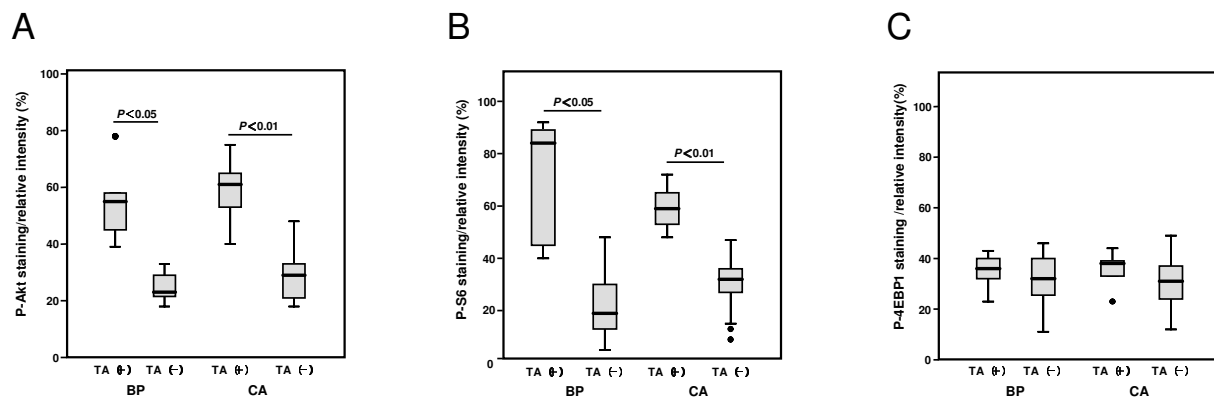 A
P-Akt staining/relative intensity (%)
100
80
60
40
20
0
P<0.05
P<0.01
TA (+) TA (−) TA (+) TA (−)
BP CA
B
P-S6 staining/relative intensity (%)
100
80
60
40
20
0
P<0.05
P<0.01
TA (+) TA (−) TA (+) TA (−)
BP CA
C
P-4EBP1 staining /relative intensity(%)
100
80
60
40
20
0
TA (+) TA (−) TA (+) TA (−)
BP CA